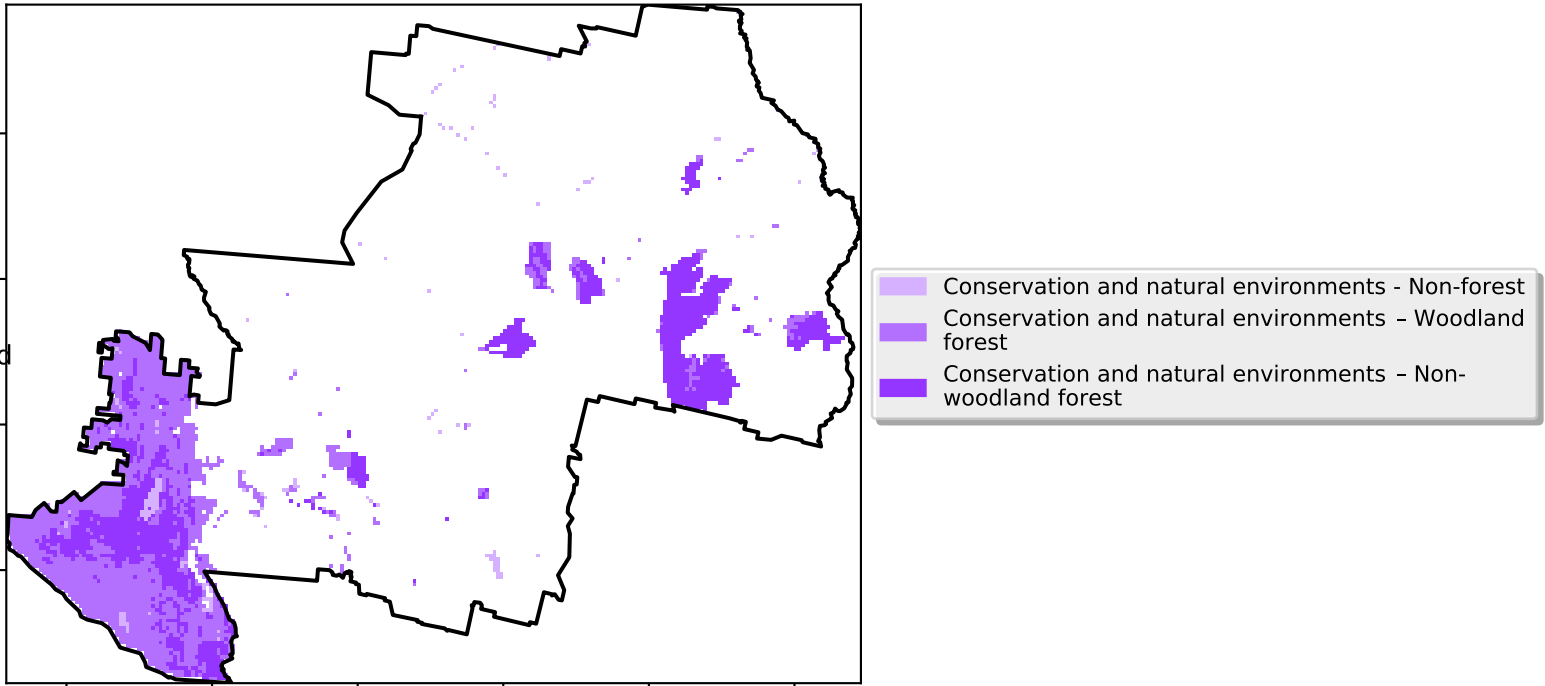 d
Conservation and natural environments - Non-forest
Conservation and natural environments – Woodland
forest
Conservation and natural environments – Non-
woodland forest